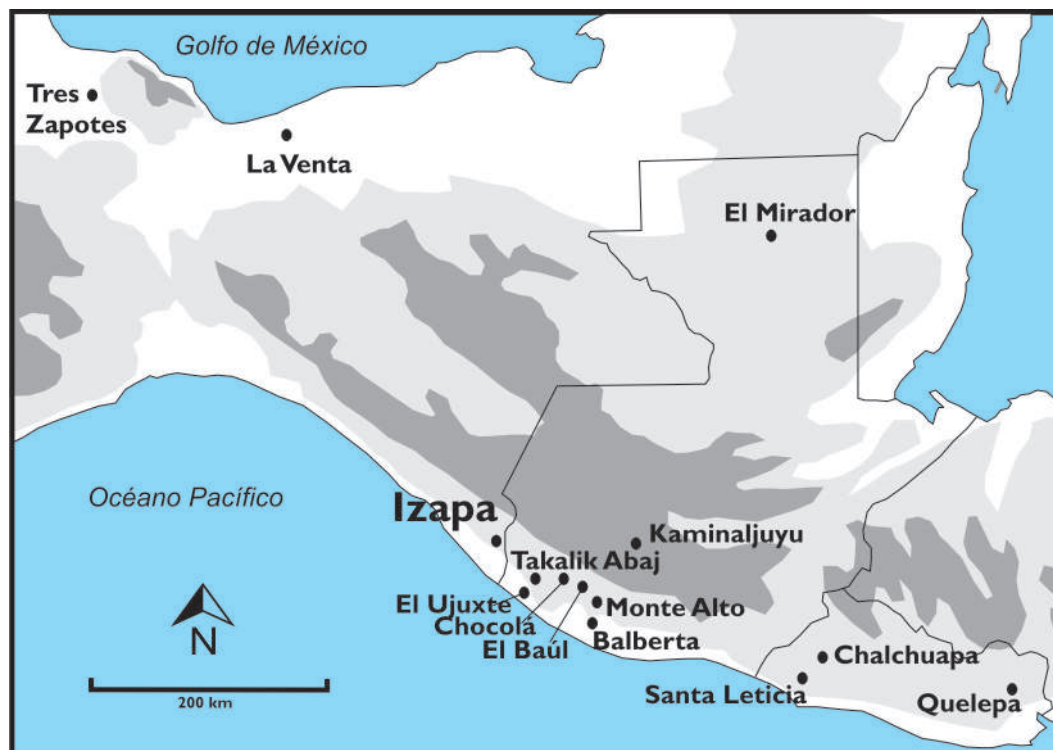 Golfo de México
Tres
Zapotes
La Venta
El Mirador
Océano Pacífico
Izapa
Kaminaljuyu
Takalik Abaj
El Ujuxte
Chocolá
El Baúl
Monte Alto
Balberta
N
200 km
Chalchuapa
Santa Leticia
Quelepa